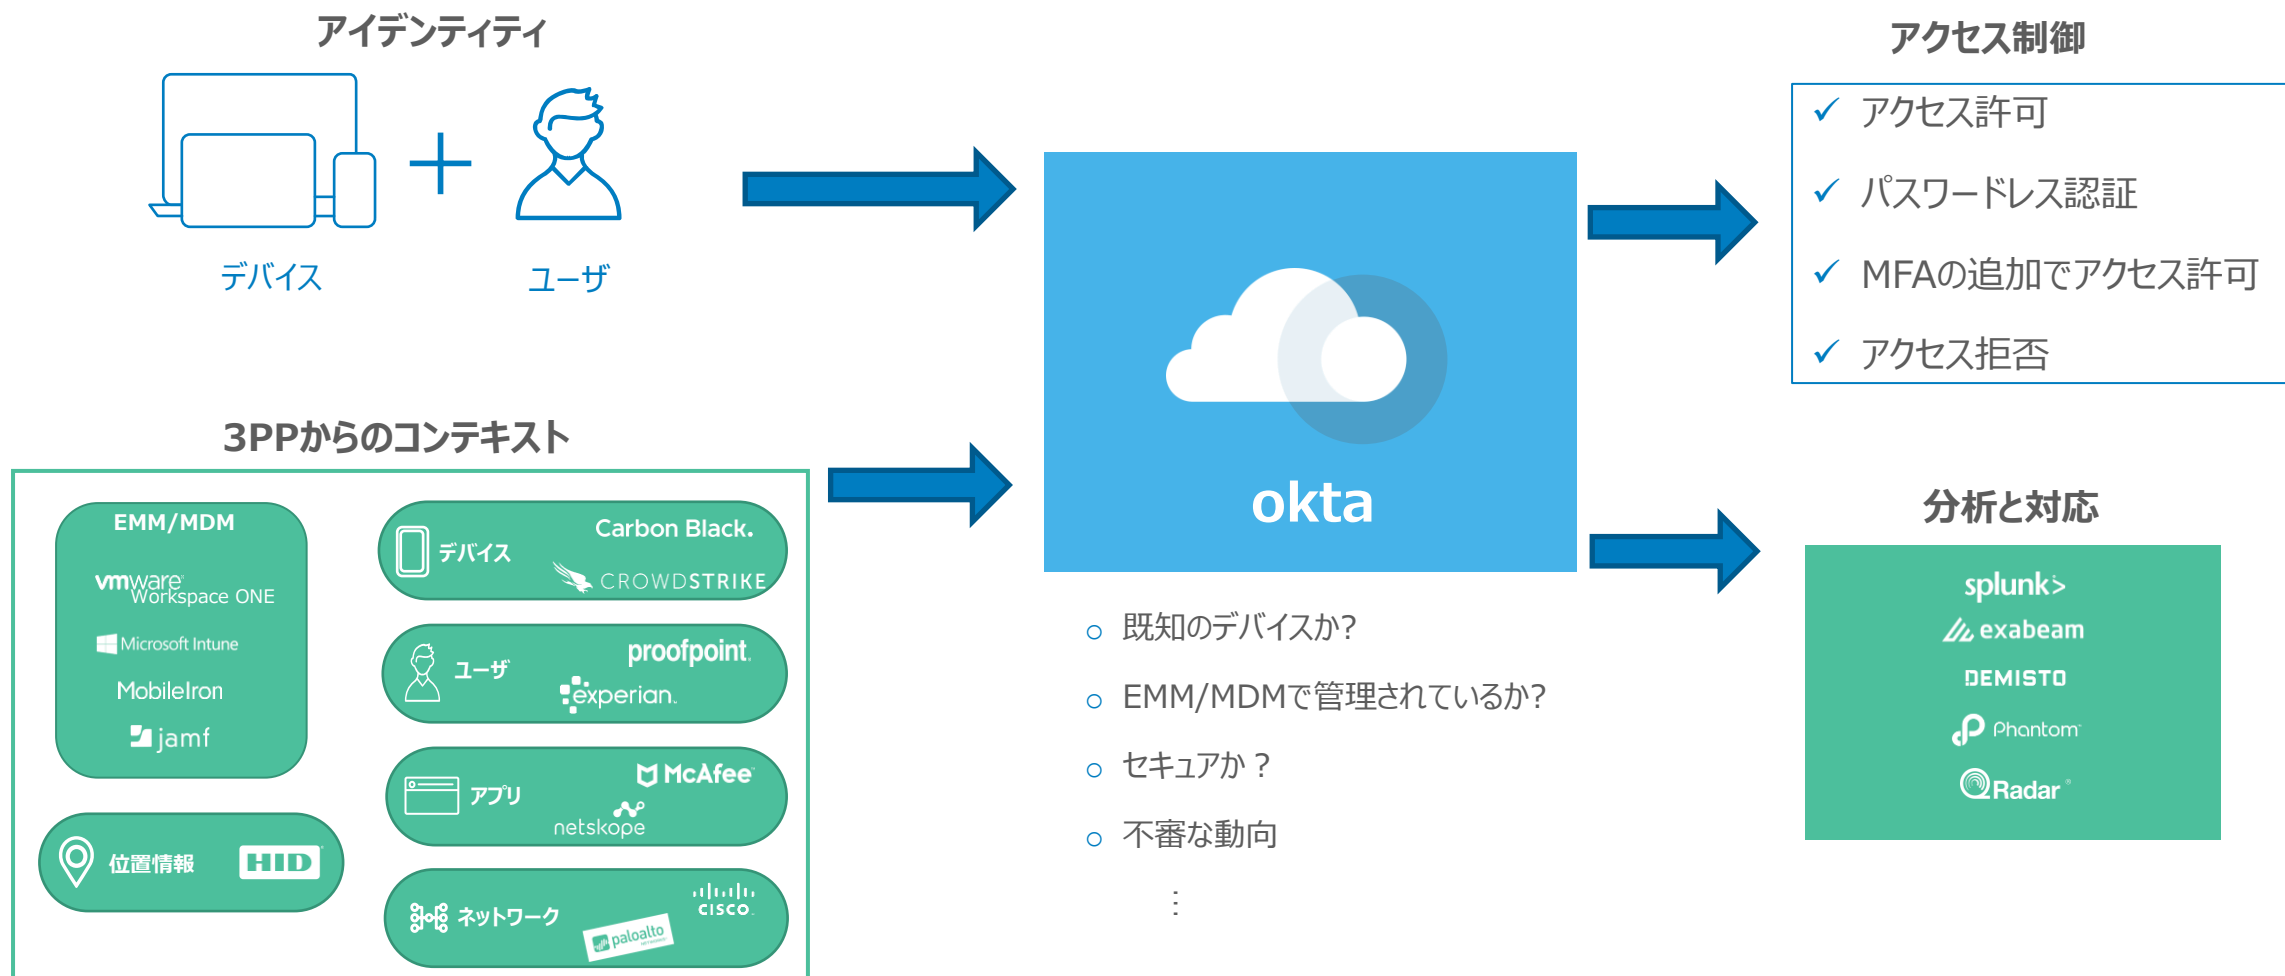 アイデンティティ
デバイス
ユーザ
3PPからのコンテキスト
EMM/MDM
vmware
Workspace ONE
Microsoft Intune
MobileIron
jamf
位置情報
HID
デバイス
Carbon Black.
CROWDSTRIKE
ユーザ
proofpoint.
experian.
アプリ
McAfee
netskope
ネットワーク
CISCO
paloalto
okta
既知のデバイスか?
EMM/MDMで管理されているか?
セキュアか？
不審な動向
⋮
アクセス制御
✓ アクセス許可
✓ パスワードレス認証
✓ MFAの追加でアクセス許可
✓ アクセス拒否
分析と対応
splunk>
exabeam
DEMISTO
Phantom
QRadar